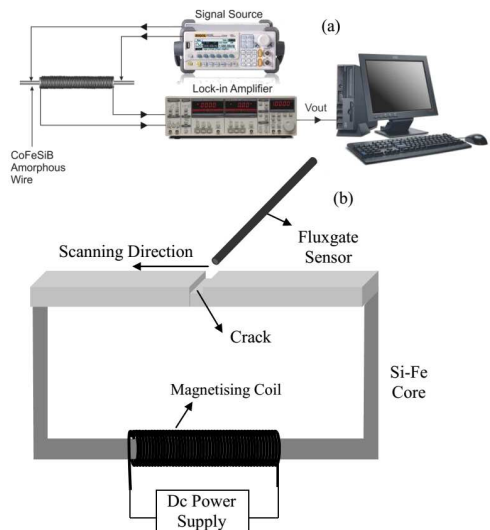 Signal Source
(a)
Lock-in Amplifier
Vout
CoFeSiB
Amorphous
Wire
(b)
Fluxgate
Sensor
Scanning Direction
Crack
Si-Fe
Core
Magnetising Coil
Dc Power
Supply